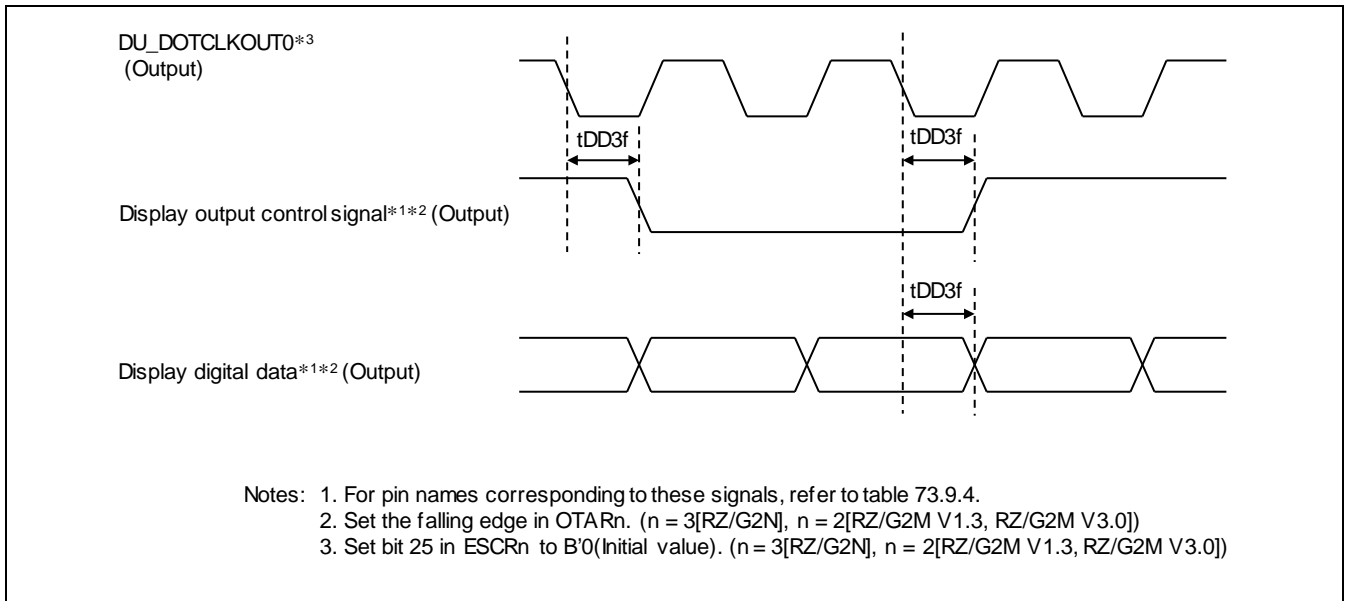 DU_DOTCLKOUT0*3
(Output)
tDD3f
tDD3f
Display output control signal*1*2 (Output)
tDD3f
Display digital data*1*2 (Output)
Notes: 1. For pin names corresponding to these signals, refer to table 73.9.4.
2. Set the falling edge in OTARn. (n = 3[RZ/G2N], n = 2[RZ/G2M V1.3, RZ/G2M V3.0])
3. Set bit 25 in ESCRn to B'0(Initial value). (n = 3[RZ/G2N], n = 2[RZ/G2M V1.3, RZ/G2M V3.0])